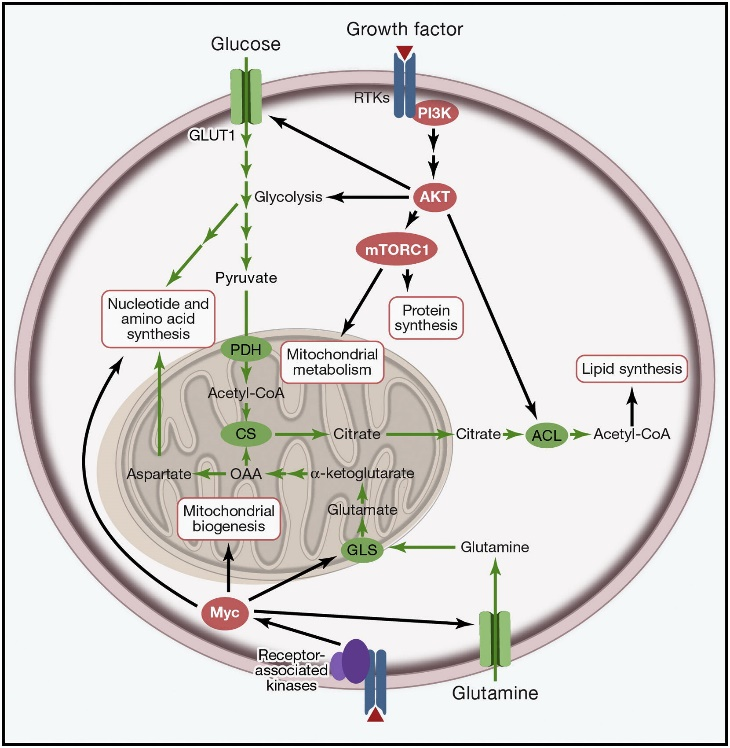 Growth factor
Glucose
RTKs
PI3K
GLUT1
Glycolysis
AKT
mTORC1
Pyruvate
Nucleotide and
amino acid
synthesis
Protein
synthesis
PDH
Mitochondrial
metabolism
Lipid synthesis
Acetyl-CoA
CS
Citrate
Citrate
ACL
Acetyl-CoA
Aspartate
OAA
α-ketoglutarate
Mitochondrial
biogenesis
Glutamate
GLS
Glutamine
Myc
Receptor-
associated
kinases
Glutamine